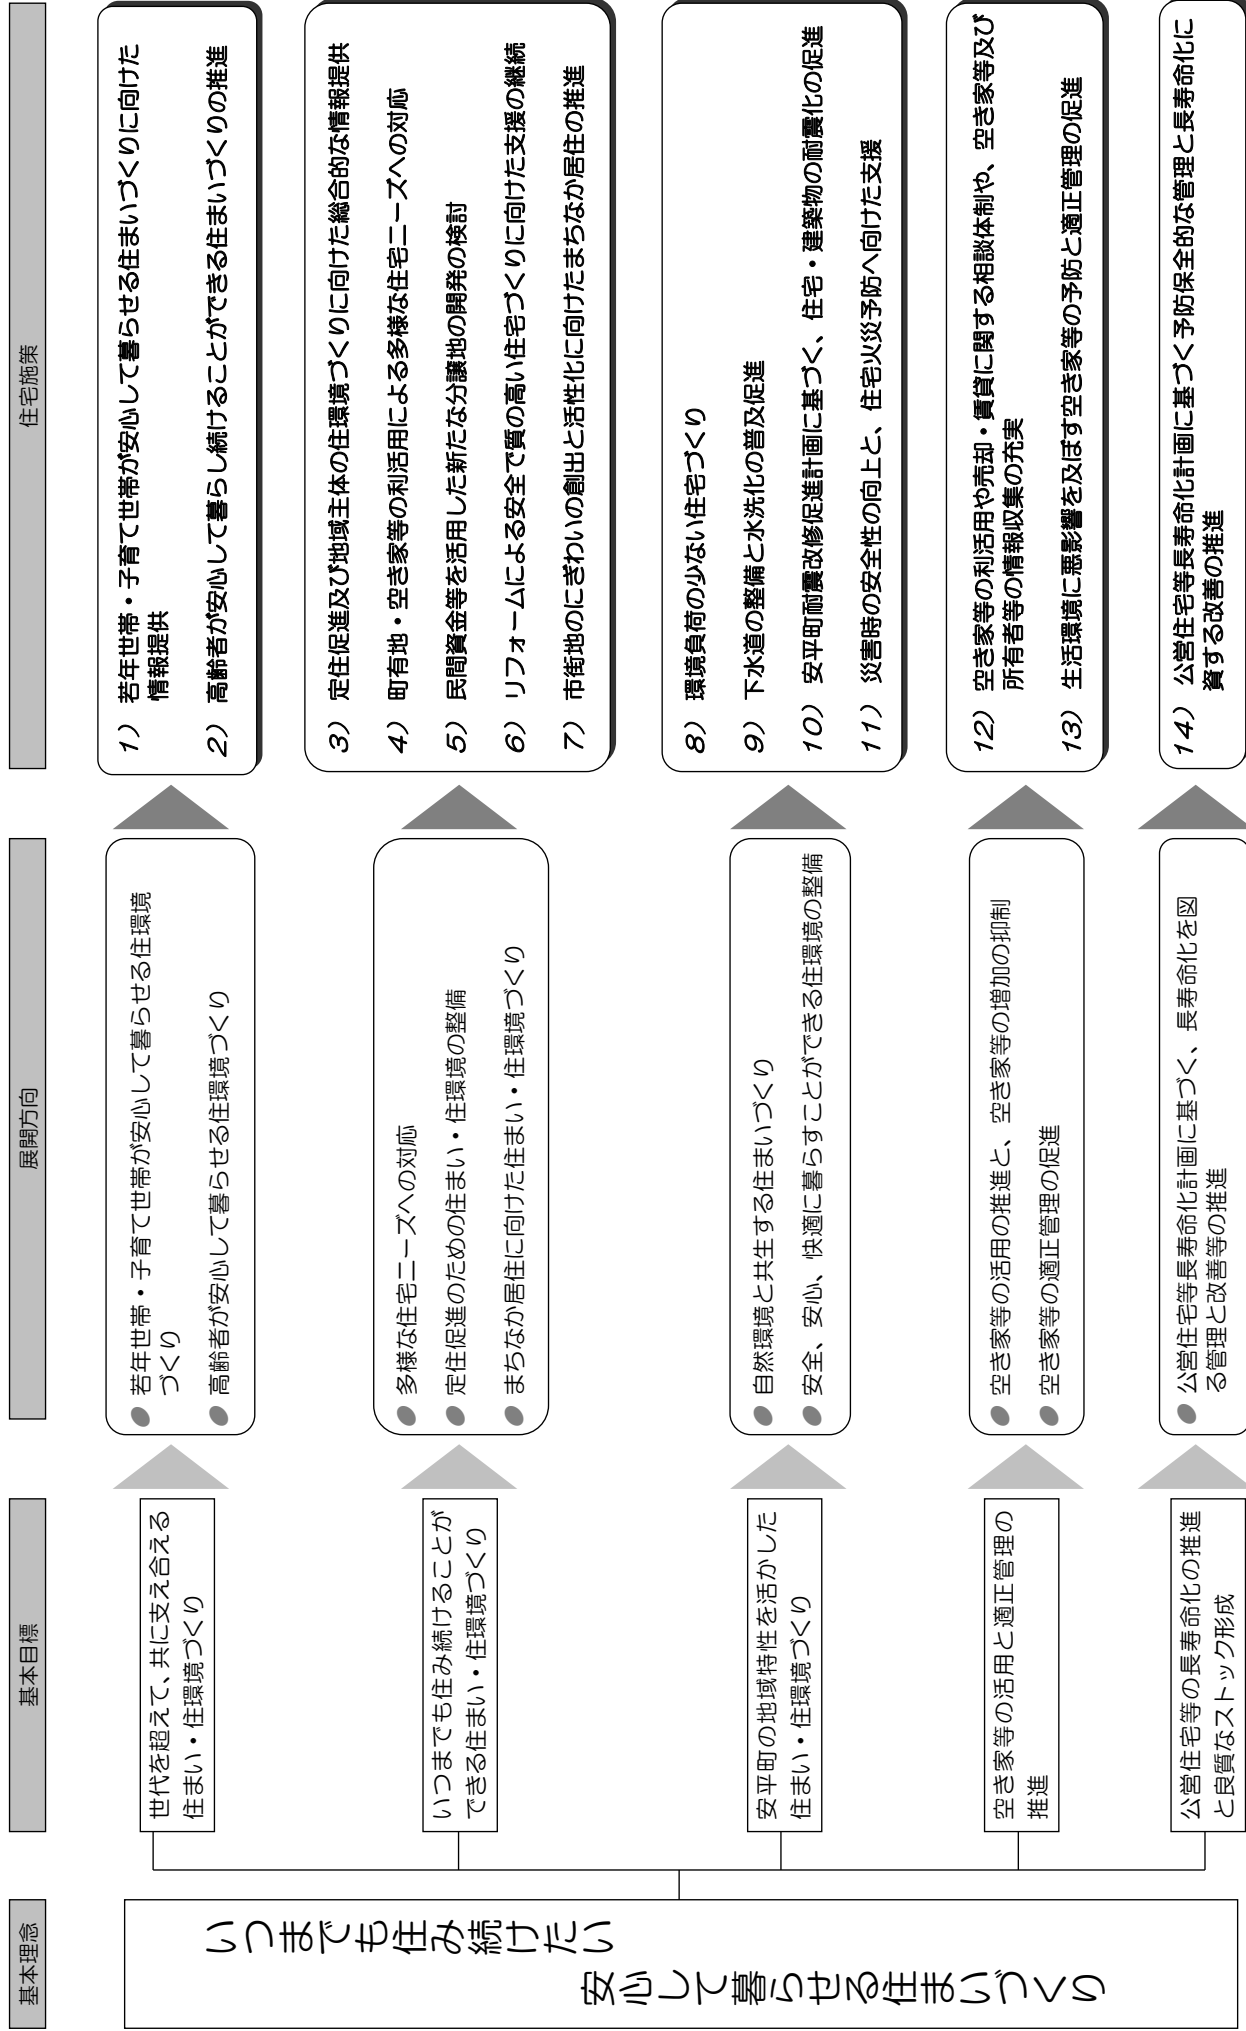 基本理念
基本目標
展開方向
住宅施策
いつまでも住み続けたい
安心して暮らせる住まいづくり
世代を超えて、共に支え合える
住まい・住環境づくり
● 若年世帯・子育て世帯が安心して暮らせる住環境
づくり
● 高齢者が安心して暮らせる住環境づくり
1） 若年世帯・子育て世帯が安心して暮らせる住まいづくりに向けた
情報提供
2） 高齢者が安心して暮らし続けることができる住まいづくりの推進
いつまでも住み続けることが
できる住まい・住環境づくり
● 多様な住宅ニーズへの対応
● 定住促進のための住まい・住環境の整備
● まちなか居住に向けた住まい・住環境づくり
3） 定住促進及び地域主体の住環境づくりに向けた総合的な情報提供
4） 町有地・空き家等の利活用による多様な住宅ニーズへの対応
5） 民間資金等を活用した新たな分譲地の開発の検討
6） リフォームによる安全で質の高い住宅づくりに向けた支援の継続
7） 市街地のにぎわいの創出と活性化に向けたまちなか居住の推進
安平町の地域特性を活かした
住まい・住環境づくり
● 自然環境と共生する住まいづくり
● 安全、安心、快適に暮らすことができる住環境の整備
8） 環境負荷の少ない住宅づくり
9） 下水道の整備と水洗化の普及促進
10） 安平町耐震改修促進計画に基づく、住宅・建築物の耐震化の促進
11） 災害時の安全性の向上と、住宅火災予防へ向けた支援
空き家等の活用と適正管理の
推進
● 空き家等の活用の推進と、空き家等の増加の抑制
● 空き家等の適正管理の促進
12） 空き家等の利活用や売却・賃貸に関する相談体制や、空き家等及び
所有者等の情報収集の充実
13） 生活環境に悪影響を及ぼす空き家等の予防と適正管理の促進
公営住宅等の長寿命化の推進
と良質なストック形成
● 公営住宅等長寿命化計画に基づく、長寿命化を図
る管理と改善等の推進
14） 公営住宅等長寿命化計画に基づく予防保全的な管理と長寿命化に
資する改善の推進